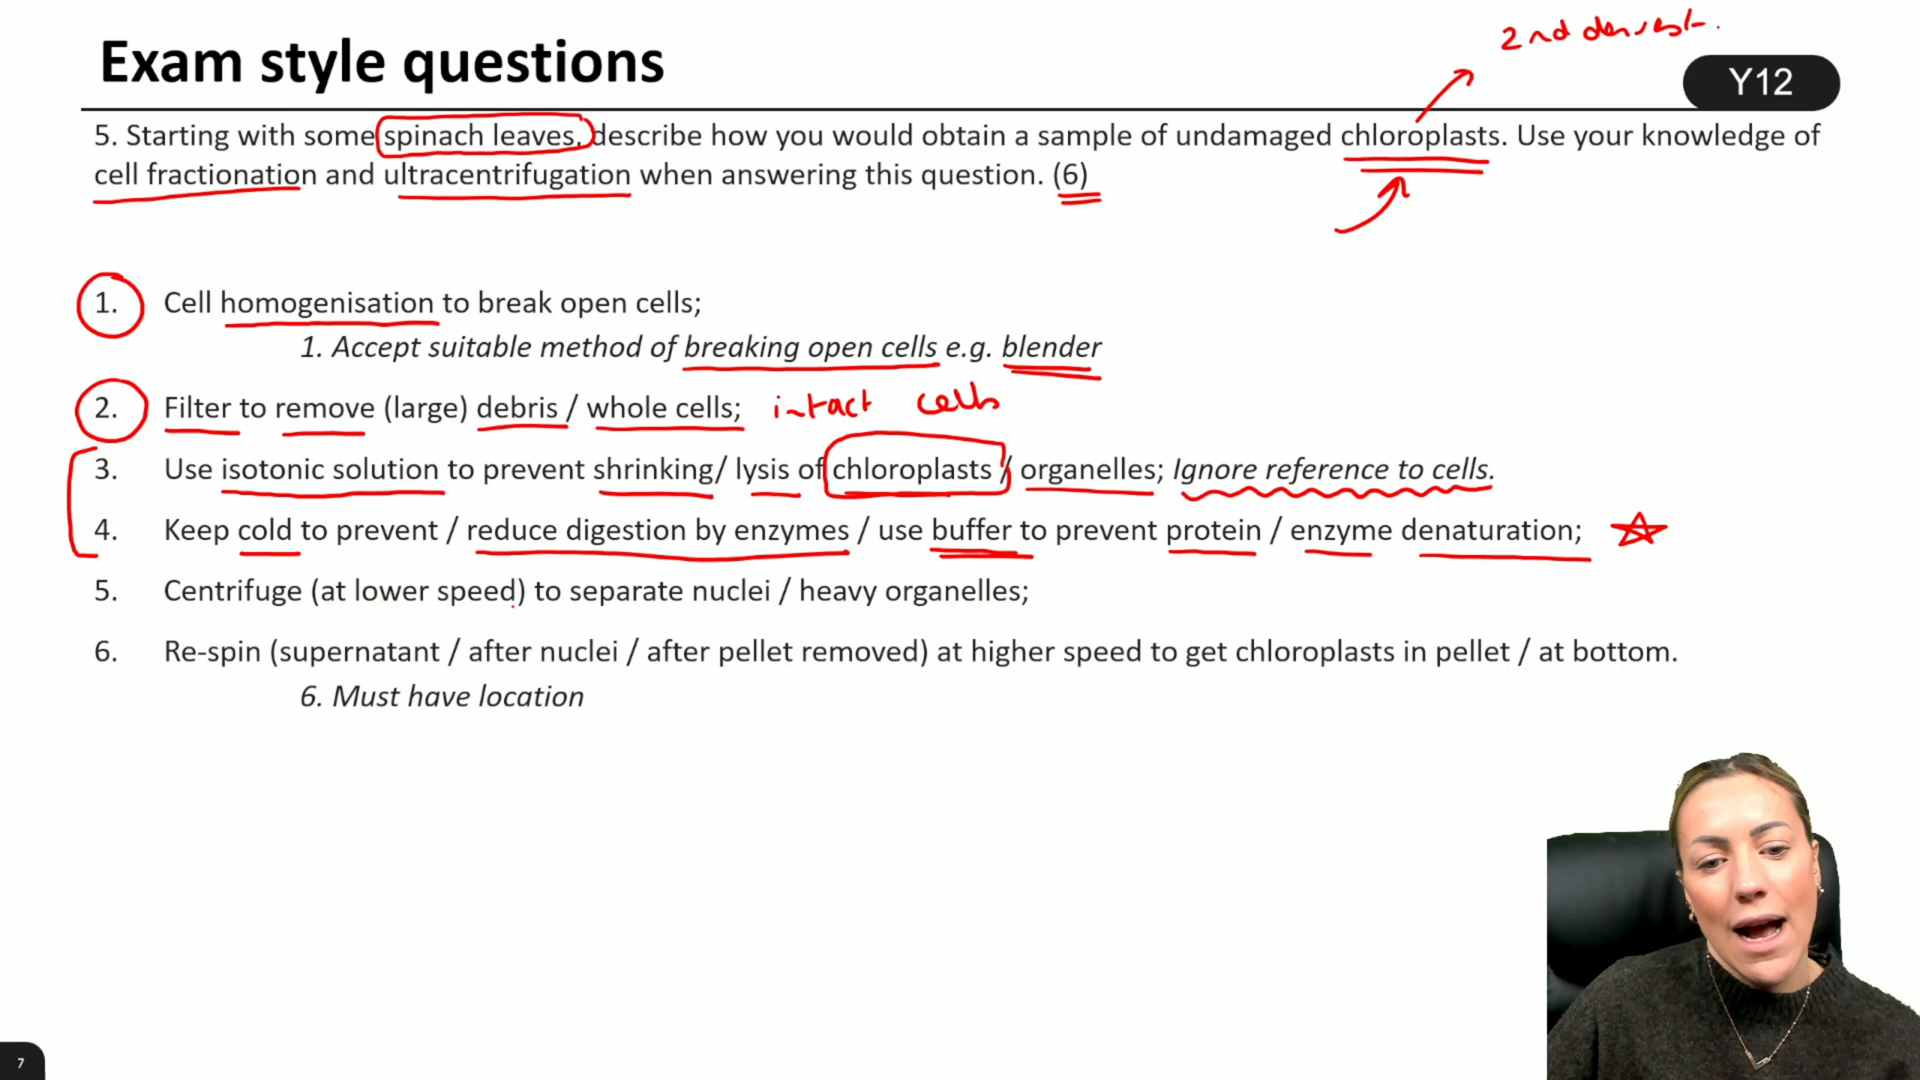 2nd densest.
Exam style questions
Y12
5. Starting with some spinach leaves, describe how you would obtain a sample of undamaged chloroplasts. Use your knowledge of
cell fractionation and ultracentrifugation when answering this question. (6)
1. Cell homogenisation to break open cells;
1. Accept suitable method of breaking open cells e.g. blender
2. Filter to remove (large) debris / whole cells; intact cells
3. Use isotonic solution to prevent shrinking/ lysis of chloroplasts / organelles; Ignore reference to cells.
4. Keep cold to prevent / reduce digestion by enzymes / use buffer to prevent protein / enzyme denaturation;
5. Centrifuge (at lower speed) to separate nuclei / heavy organelles;
6. Re-spin (supernatant / after nuclei / after pellet removed) at higher speed to get chloroplasts in pellet / at bottom.
6. Must have location
7